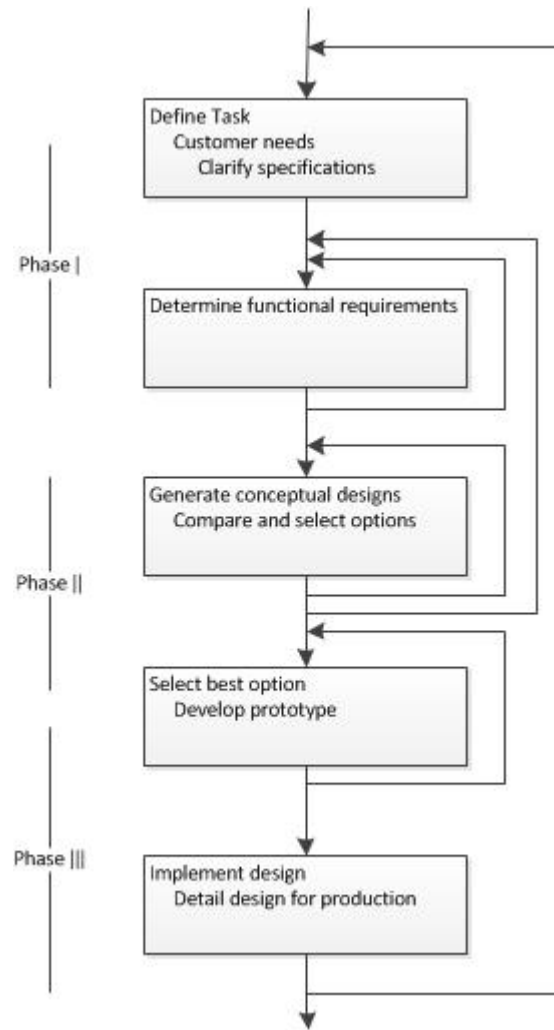 Define Task
Customer needs
Clarify specifications
Phase |
Determine functional requirements
Generate conceptual designs
Compare and select options
Phase ||
Select best option
Develop prototype
Phase |||
Implement design
Detail design for production